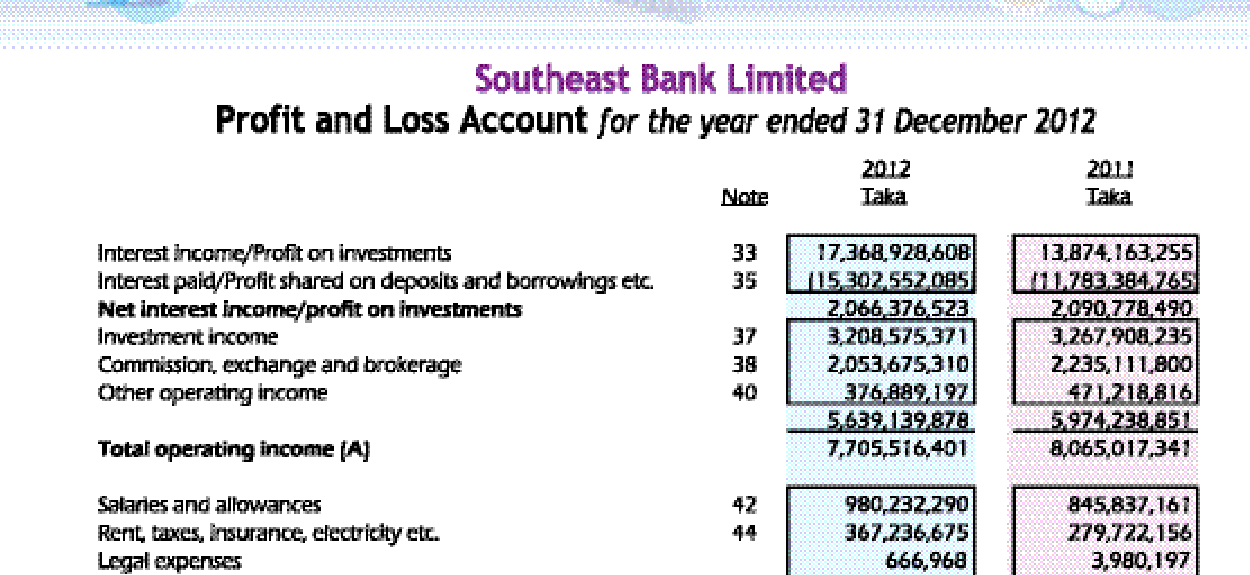 Southeast Bank Limited
Profit and Loss Account for the year ended 31 December 2012
2012 2011
Note Taka Taka
Interest income/Profit on investments 33 17,368,928,608 13,874,163,255
Interest paid/Profit shared on deposits and borrowings etc. 35 (15,302,552,085) (11,783,384,765)
Net interest income/profit on investments 2,066,376,523 2,090,778,490
Investment income 37 3,208,575,371 3,267,908,235
Commission, exchange and brokerage 38 2,053,675,310 2,235,111,800
Other operating income 40 376,889,197 471,218,816
5,639,139,878 5,974,238,851
Total operating income (A) 7,705,516,401 8,065,017,341
Salaries and allowances 42 980,232,290 845,837,161
Rent, taxes, insurance, electricity etc. 44 367,236,675 279,722,156
Legal expenses 666,968 3,980,197